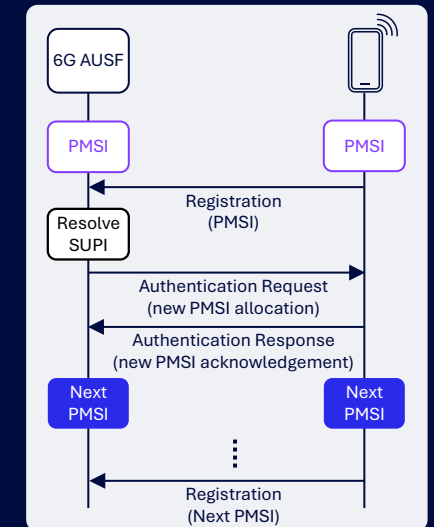 6G AUSF
PMSI
PMSI
Registration
(PMSI)
Resolve
SUPI
Authentication Request
(new PMSI allocation)
Authentication Response
(new PMSI acknowledgement)
Next
PMSI
Next
PMSI
Registration
(Next PMSI)